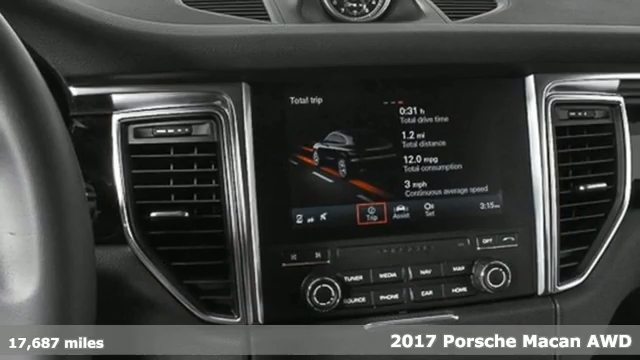 Total trip
0:31 h
Total drive time
1.2 mi
Total distance
12.0 mpg
Total consumption
3 mph
Continuous average speed
Trip
Assist
Set
3:15 PM
OPT
TUNER
MEDIA
NAV
MAP
SOURCE
PHONE
CAR
HOME
17,687 miles
2017 Porsche Macan AWD